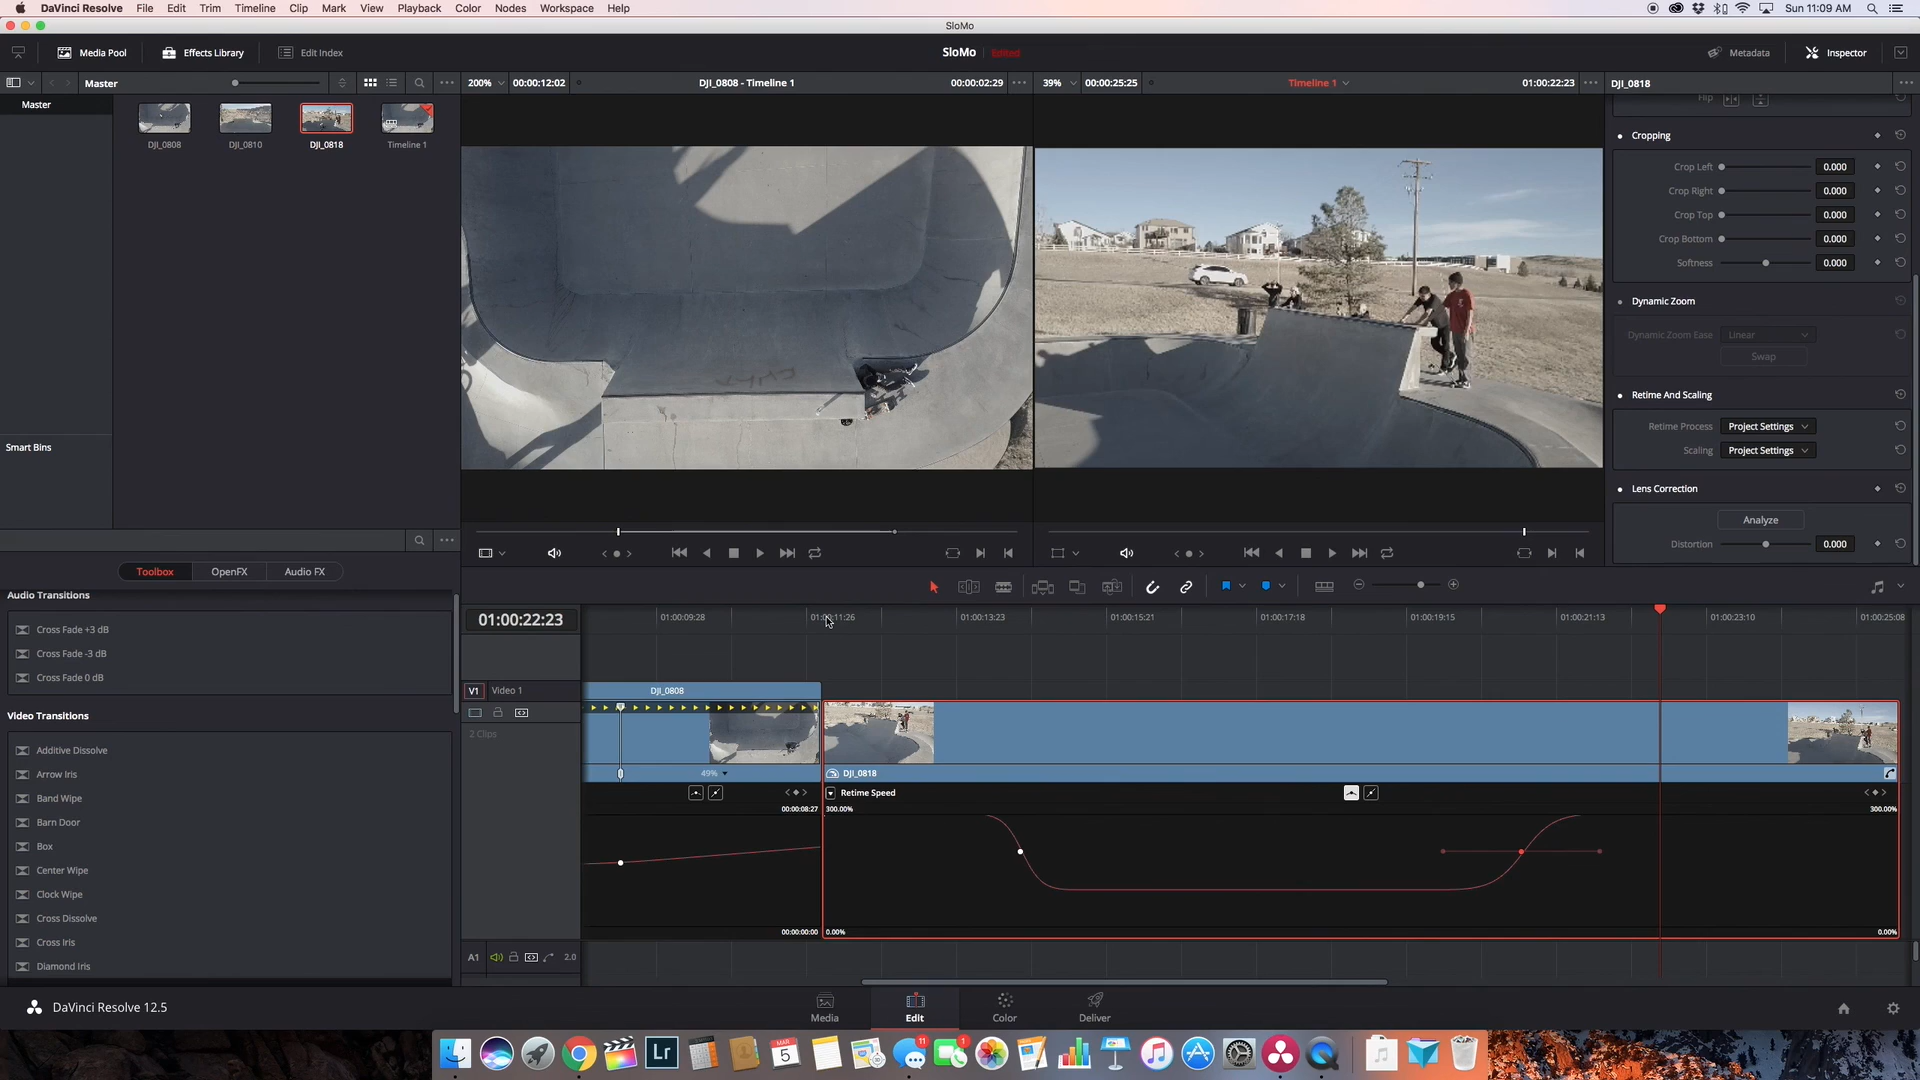 DaVinci Resolve File Edit Trim Timeline Clip Mark View Playback Color Nodes Workspace Help Sun 11:09 AM
SloMo
Media Pool Effects Library Edit Index SloMo Edited Metadata Inspector
Master 200% 00:00:12:02 DJI_0808 - Timeline 1 00:00:02:29 39% 00:00:25:25 Timeline 1 01:00:22:23 DJI_0818
Master
DJI_0808 DJI_0810 DJI_0818 Timeline 1
Smart Bins
Flip
Cropping
Crop Left 0.000
Crop Right 0.000
Crop Top 0.000
Crop Bottom 0.000
Softness 0.000
Dynamic Zoom
Dynamic Zoom Ease Linear
Swap
Retime And Scaling
Retime Process Project Settings
Scaling Project Settings
Lens Correction
Analyze
Distortion 0.000
Toolbox OpenFX Audio FX
Audio Transitions
Cross Fade +3 dB
Cross Fade -3 dB
Cross Fade 0 dB
Video Transitions
Additive Dissolve
Arrow Iris
Band Wipe
Barn Door
Box
Center Wipe
Clock Wipe
Cross Dissolve
Cross Iris
Diamond Iris
01:00:22:23 01:00:09:28 01:00:11:26 01:00:13:23 01:00:15:21 01:00:17:18 01:00:19:15 01:00:21:13 01:00:23:10 01:00:25:08
V1 Video 1 DJI_0808
2 Clips
49% DJI_0818
Retime Speed
00:00:08:27 300.00% 300.00%
00:00:00:00 0.00% 0.00%
A1 2.0
DaVinci Resolve 12.5 Media Edit Color Deliver
Lr MAR 5 11 1